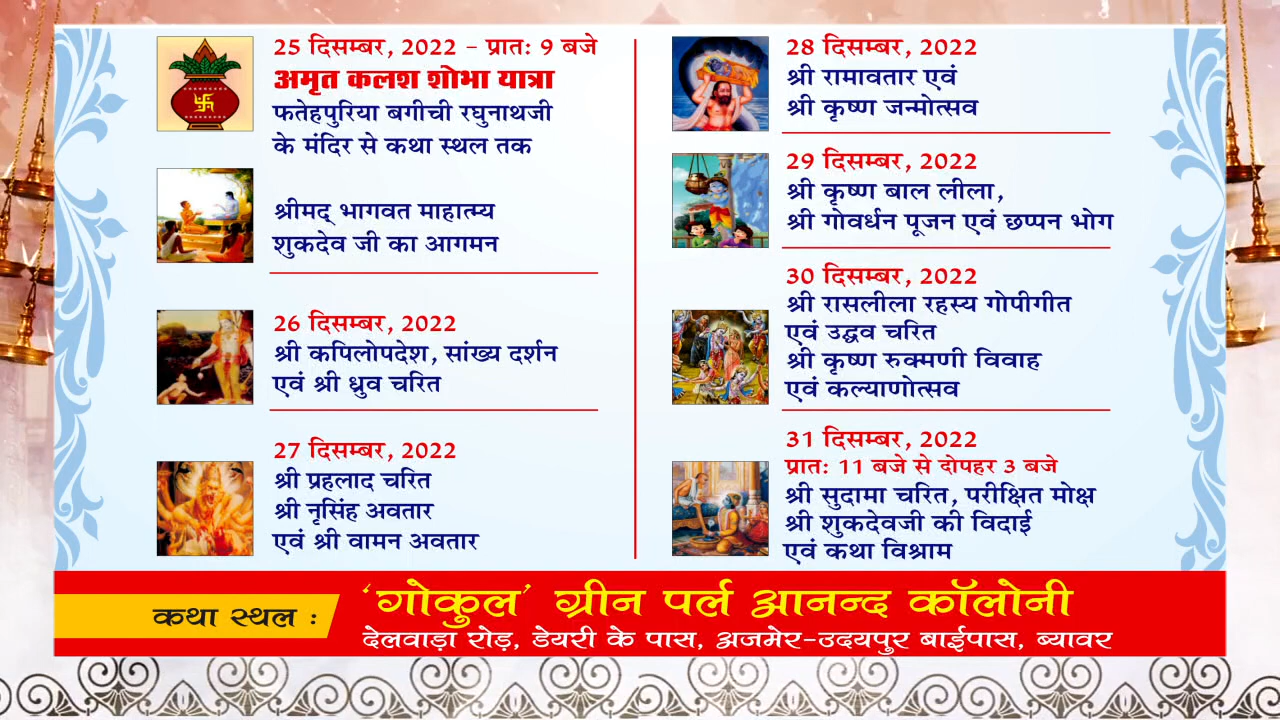 25 दिसम्बर, 2022 - प्रातः 9 बजे
अमृत कलश शोभा यात्रा
फतेहपुरिया बगीची रघुनाथजी
के मंदिर से कथा स्थल तक
श्रीमद् भागवत माहात्म्य
शुकदेव जी का आगमन
26 दिसम्बर, 2022
श्री कपिलोपदेश, सांख्य दर्शन
एवं श्री ध्रुव चरित
27 दिसम्बर, 2022
श्री प्रहलाद चरित
श्री नृसिंह अवतार
एवं श्री वामन अवतार
28 दिसम्बर, 2022
श्री रामावतार एवं
श्री कृष्ण जन्मोत्सव
29 दिसम्बर, 2022
श्री कृष्ण बाल लीला,
श्री गोवर्धन पूजन एवं छप्पन भोग
30 दिसम्बर, 2022
श्री रासलीला रहस्य गोपीगीत
एवं उद्धव चरित
श्री कृष्ण रुक्मणी विवाह
एवं कल्याणोत्सव
31 दिसम्बर, 2022
प्रातः 11 बजे से दोपहर 3 बजे
श्री सुदामा चरित, परीक्षित मोक्ष
श्री शुकदेवजी की विदाई
एवं कथा विश्राम
कथा स्थल :
‘गोकुल’ ग्रीन पर्ल आनन्द कॉलोनी
देलवाड़ा रोड़, डेयरी के पास, अजमेर-उदयपुर बाईपास, ब्यावर